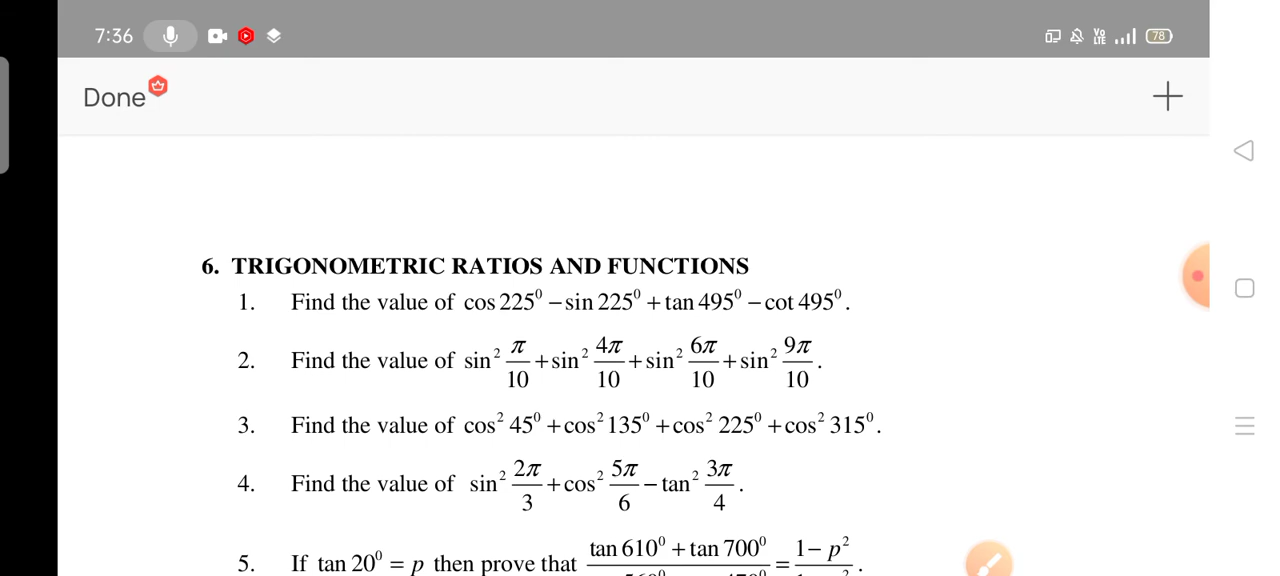 7:36 Vo LTE 78
Done
6. TRIGONOMETRIC RATIOS AND FUNCTIONS
1. Find the value of cos 225⁰ − sin 225⁰ + tan 495⁰ − cot 495⁰.
2. Find the value of sin² π/10 + sin² 4π/10 + sin² 6π/10 + sin² 9π/10.
3. Find the value of cos² 45⁰ + cos² 135⁰ + cos² 225⁰ + cos² 315⁰.
4. Find the value of sin² 2π/3 + cos² 5π/6 − tan² 3π/4.
5. If tan 20⁰ = p then prove that tan 610⁰ + tan 700⁰ = 1 − p²